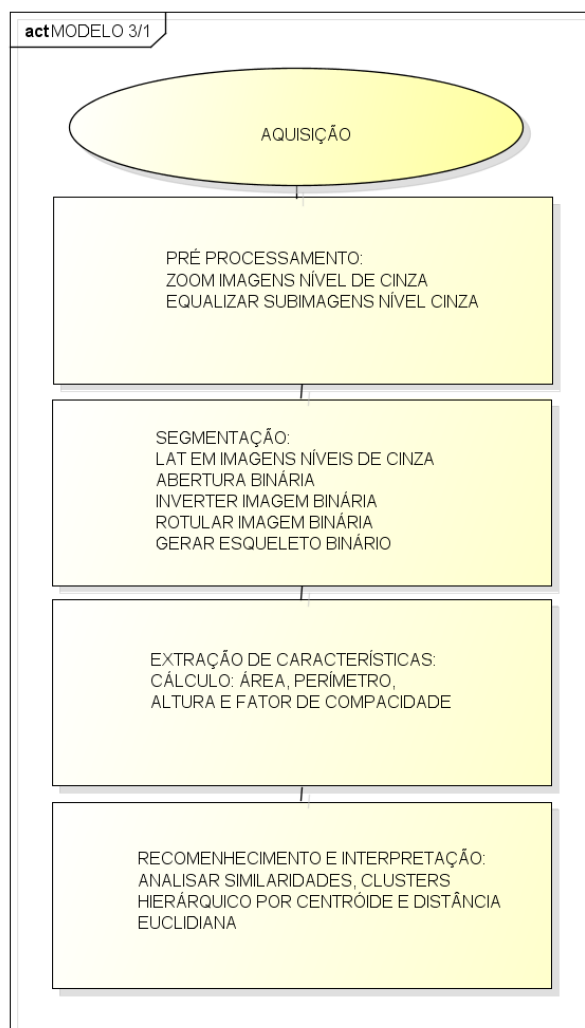 act MODELO 3/1
AQUISIÇÃO
PRÉ PROCESSAMENTO:
ZOOM IMAGENS NÍVEL DE CINZA
EQUALIZAR SUBIMAGENS NÍVEL CINZA
SEGMENTAÇÃO:
LAT EM IMAGENS NÍVEIS DE CINZA
ABERTURA BINÁRIA
INVERTER IMAGEM BINÁRIA
ROTULAR IMAGEM BINÁRIA
GERAR ESQUELETO BINÁRIO
EXTRAÇÃO DE CARACTERÍSTICAS:
CÁLCULO: ÁREA, PERÍMETRO,
ALTURA E FATOR DE COMPACIDADE
RECOMENHECIMENTO E INTERPRETAÇÃO:
ANALISAR SIMILARIDADES, CLUSTERS
HIERÁRQUICO POR CENTRÓIDE E DISTÂNCIA
EUCLIDIANA